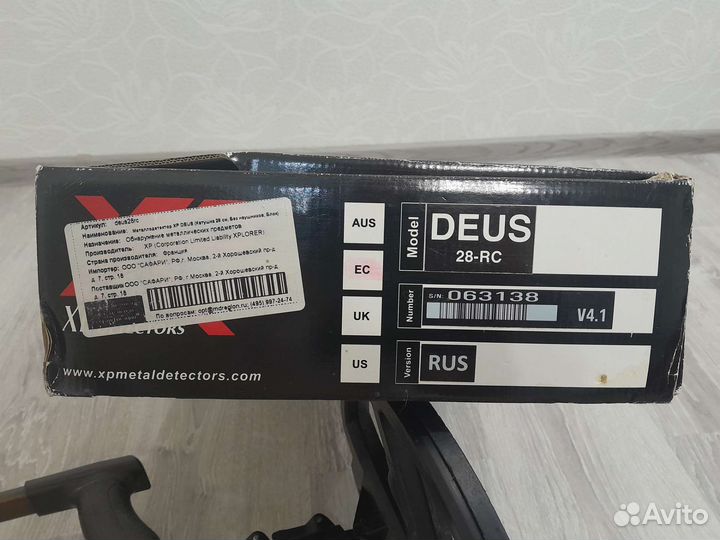 Артикул: deus28rc
Наименование: Металлодетектор XP DEUS (Катушка 28 см, Без наушников, Блок)
Назначение: Обнаружение металлических предметов
Производитель: XP (Corporation Limited Liability XPLORER)
Страна производителя: Франция
Импортер: ООО "САФАРИ" РФ,г. Москва, 2-й Хорошевский пр-д
д. 7, стр. 18
Поставщик ООО "САФАРИ" РФ,г. Москва, 2-й Хорошевский пр-д
д. 7, стр. 18
По вопросам: opt@mdregion.ru, (495) 997-24-74
www.xpmetaldetectors.com
AUS
EC
UK
US
Model
DEUS
28-RC
Number
S/N: 063138
V4.1
Version
RUS
Avito